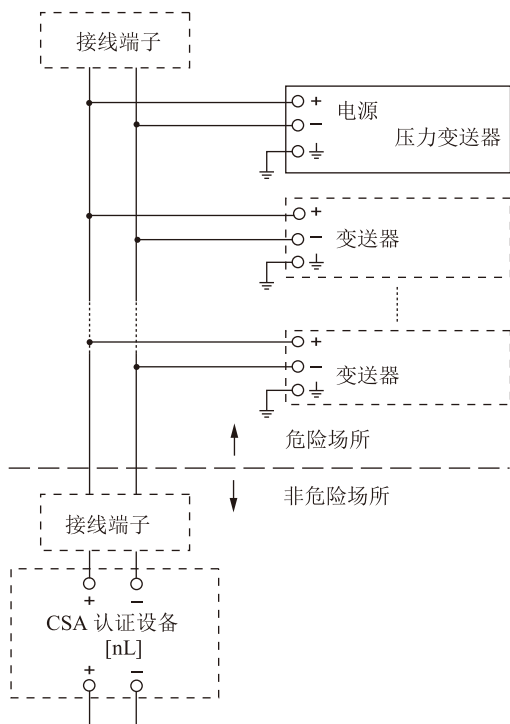 接线端子
+
电源
−
压力变送器
+
−
变送器
+
−
变送器
危险场所
非危险场所
接线端子
+ −
CSA 认证设备
[nL]
+ −